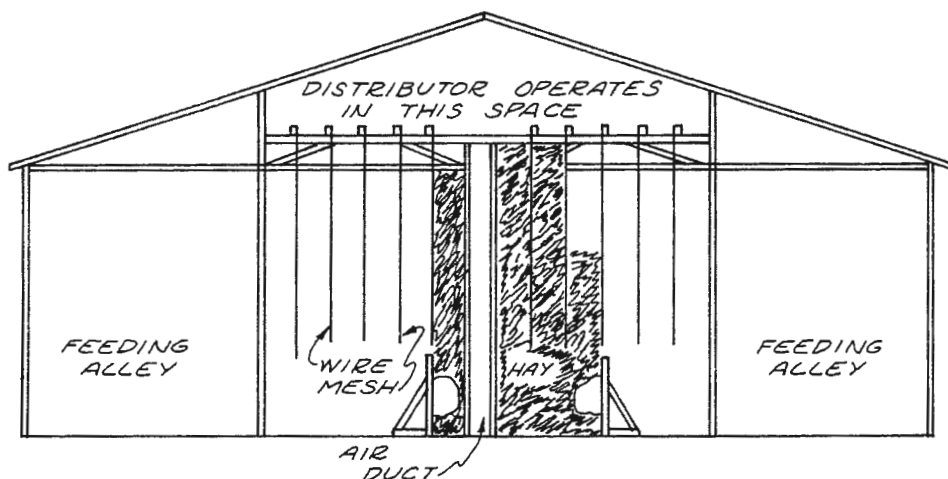 DISTRIBUTOR OPERATES
IN THIS SPACE
FEEDING
ALLEY
WIRE
MESH
HAY
FEEDING
ALLEY
AIR
DUCT